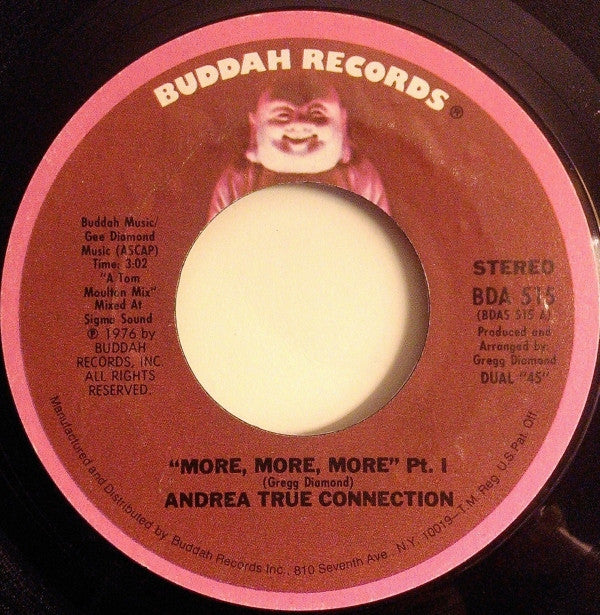 BUDDAH RECORDS®
Buddah Music/
Gee Diamond
Music (ASCAP)
Time: 3:02
"A Tom
Moulton Mix"
Mixed At
Sigma Sound
℗ 1976 by
BUDDAH
RECORDS, INC.
ALL RIGHTS
RESERVED.
STEREO
BDA 515
(BDAS 515 A)
Produced and
Arranged by:
Gregg Diamond
DUAL "45"
"MORE, MORE, MORE" Pt. I
(Gregg Diamond)
ANDREA TRUE CONNECTION
Manufactured and Distributed by Buddah Records Inc., 810 Seventh Ave., N.Y. 10019-T.M. Reg. U.S. Pat. Off.